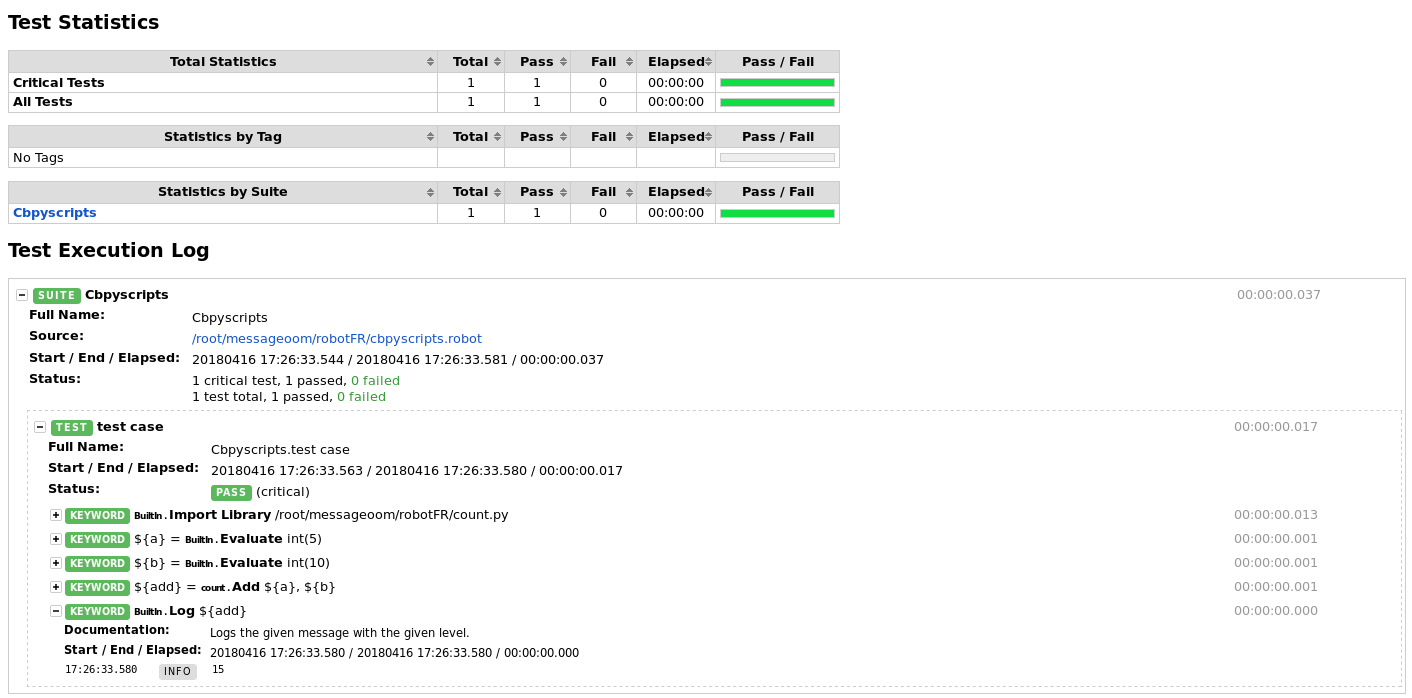 Test Statistics
Total Statistics Total Pass Fail Elapsed Pass / Fail
Critical Tests 1 1 0 00:00:00
All Tests 1 1 0 00:00:00
Statistics by Tag Total Pass Fail Elapsed Pass / Fail
No Tags
Statistics by Suite Total Pass Fail Elapsed Pass / Fail
Cbpyscripts 1 1 0 00:00:00
Test Execution Log
SUITE Cbpyscripts 00:00:00.037
Full Name: Cbpyscripts
Source: /root/messageoom/robotFR/cbpyscripts.robot
Start / End / Elapsed: 20180416 17:26:33.544 / 20180416 17:26:33.581 / 00:00:00.037
Status: 1 critical test, 1 passed, 0 failed
1 test total, 1 passed, 0 failed
TEST test case 00:00:00.017
Full Name: Cbpyscripts.test case
Start / End / Elapsed: 20180416 17:26:33.563 / 20180416 17:26:33.580 / 00:00:00.017
Status: PASS (critical)
KEYWORD BuiltIn.Import Library /root/messageoom/robotFR/count.py 00:00:00.013
KEYWORD ${a} = BuiltIn.Evaluate int(5) 00:00:00.001
KEYWORD ${b} = BuiltIn.Evaluate int(10) 00:00:00.001
KEYWORD ${add} = count.Add ${a}, ${b} 00:00:00.001
KEYWORD BuiltIn.Log ${add} 00:00:00.000
Documentation: Logs the given message with the given level.
Start / End / Elapsed: 20180416 17:26:33.580 / 20180416 17:26:33.580 / 00:00:00.000
17:26:33.580 INFO 15